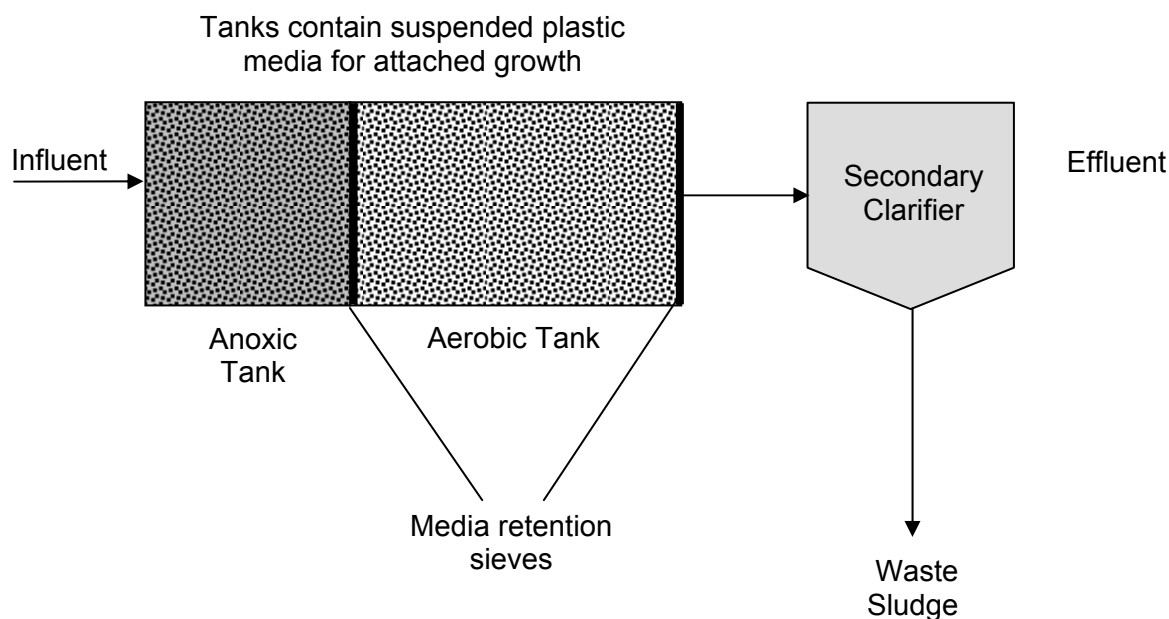 Tanks contain suspended plastic
media for attached growth
Influent
Secondary
Clarifier
Effluent
Anoxic
Tank
Aerobic Tank
Media retention
sieves
Waste
Sludge